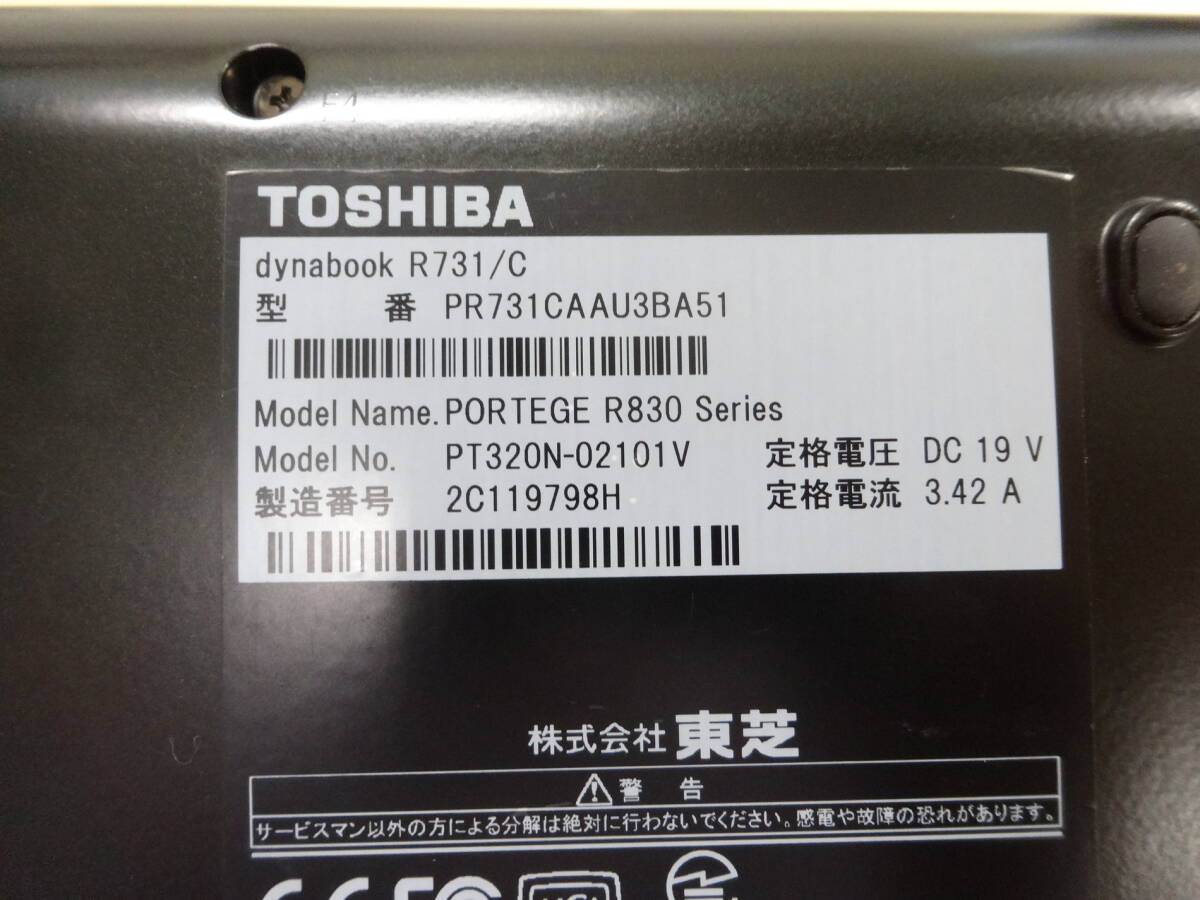 F4
TOSHIBA
dynabook R731/C
型 番 PR731CAAU3BA51
Model Name. PORTEGE R830 Series
Model No. PT320N-02101V 定格電圧 DC 19 V
製造番号 2C119798H 定格電流 3.42 A
株式会社 東芝
警 告
サービスマン以外の方による分解は絶対に行わないでください。感電や故障の恐れがあります。